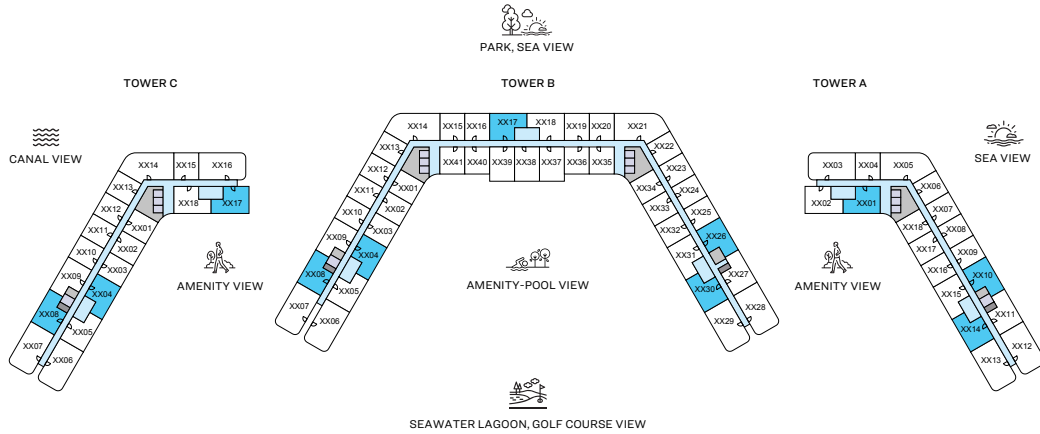 PARK, SEA VIEW
TOWER C
TOWER B
TOWER A
CANAL VIEW
SEA VIEW
XX14
XX15
XX16
XX13
XX12
XX11
XX10
XX09
XX08
XX07
XX01
XX02
XX03
XX04
XX05
XX06
XX18
XX17
AMENITY VIEW
XX14
XX15
XX16
XX17
XX18
XX19
XX20
XX21
XX13
XX12
XX11
XX10
XX09
XX08
XX07
XX01
XX02
XX03
XX04
XX05
XX06
XX41
XX40
XX39
XX38
XX37
XX36
XX35
XX22
XX23
XX24
XX25
XX26
XX27
XX28
XX34
XX33
XX32
XX31
XX30
XX29
AMENITY-POOL VIEW
XX03
XX04
XX05
XX02
XX01
XX06
XX07
XX08
XX09
XX10
XX11
XX12
XX18
XX17
XX16
XX15
XX14
XX13
AMENITY VIEW
SEAWATER LAGOON, GOLF COURSE VIEW